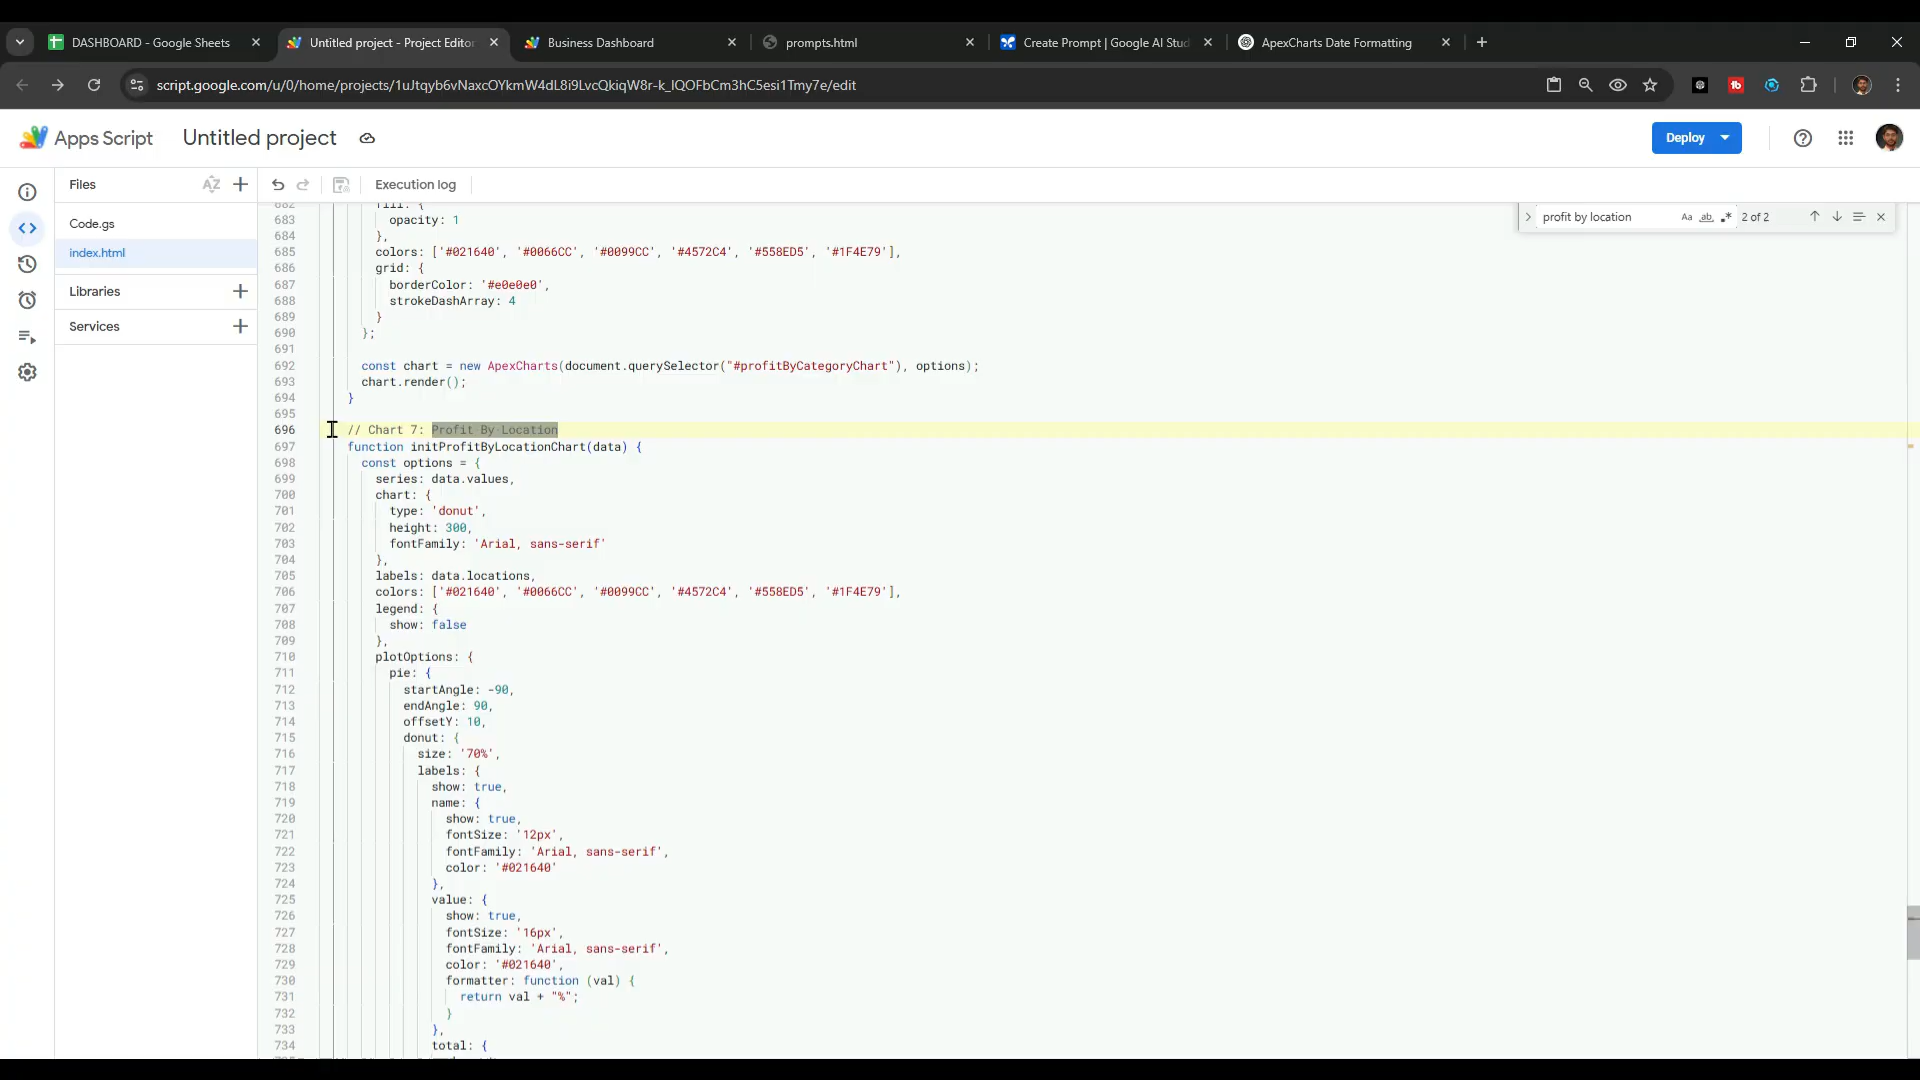 DASHBOARD - Google Sheets
Untitled project - Project Editor
Business Dashboard
prompts.html
Create Prompt | Google AI Stud
ApexCharts Date Formatting
script.google.com/u/0/home/projects/1uJtqyb6vNaxcOYkmW4dL8i9LvcQkiqW8r-k_lQOFbCm3hC5esi1Tmy7e/edit
Apps Script
Untitled project
Deploy
Files
AZ
Execution log
Code.gs
index.html
Libraries
Services
profit by location
Aa
ab
2 of 2
682 fill: {
683 opacity: 1
684 },
685 colors: ['#021640', '#0066CC', '#0099CC', '#4572C4', '#558ED5', '#1F4E79'],
686 grid: {
687 borderColor: '#e0e0e0',
688 strokeDashArray: 4
689 }
690 };
691
692 const chart = new ApexCharts(document.querySelector("#profitByCategoryChart"), options);
693 chart.render();
694 }
695
696 // Chart 7: Profit By Location
697 function initProfitByLocationChart(data) {
698 const options = {
699 series: data.values,
700 chart: {
701 type: 'donut',
702 height: 300,
703 fontFamily: 'Arial, sans-serif'
704 },
705 labels: data.locations,
706 colors: ['#021640', '#0066CC', '#0099CC', '#4572C4', '#558ED5', '#1F4E79'],
707 legend: {
708 show: false
709 },
710 plotOptions: {
711 pie: {
712 startAngle: -90,
713 endAngle: 90,
714 offsetY: 10,
715 donut: {
716 size: '70%',
717 labels: {
718 show: true,
719 name: {
720 show: true,
721 fontSize: '12px',
722 fontFamily: 'Arial, sans-serif',
723 color: '#021640'
724 },
725 value: {
726 show: true,
727 fontSize: '16px',
728 fontFamily: 'Arial, sans-serif',
729 color: '#021640',
730 formatter: function (val) {
731 return val + "%";
732 }
733 },
734 total: {